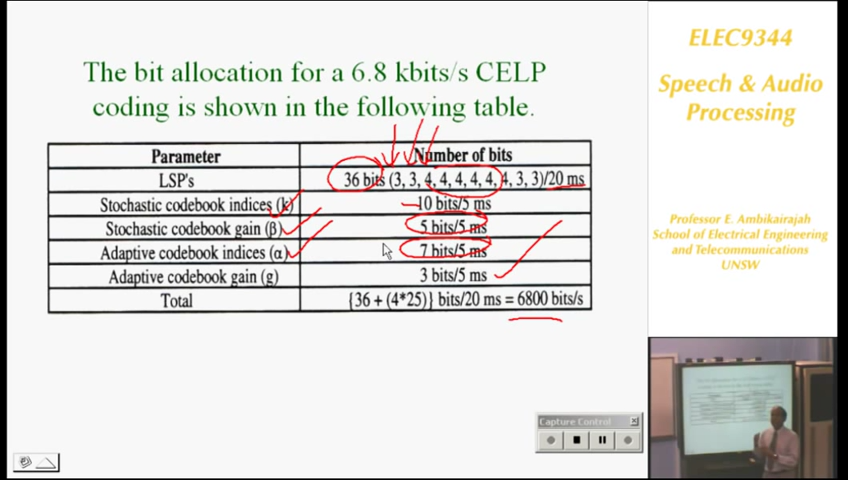 The bit allocation for a 6.8 kbits/s CELP
coding is shown in the following table.
Parameter Number of bits
LSP's 36 bits (3, 3, 4, 4, 4, 4, 4, 4, 3, 3)/20 ms
Stochastic codebook indices (k) 10 bits/5 ms
Stochastic codebook gain (β) 5 bits/5 ms
Adaptive codebook indices (α) 7 bits/5 ms
Adaptive codebook gain (g) 3 bits/5 ms
Total {36 + (4*25)} bits/20 ms = 6800 bits/s
Capture Control
ELEC9344
Speech & Audio
Processing
Professor E. Ambikairajah
School of Electrical Engineering
and Telecommunications
UNSW